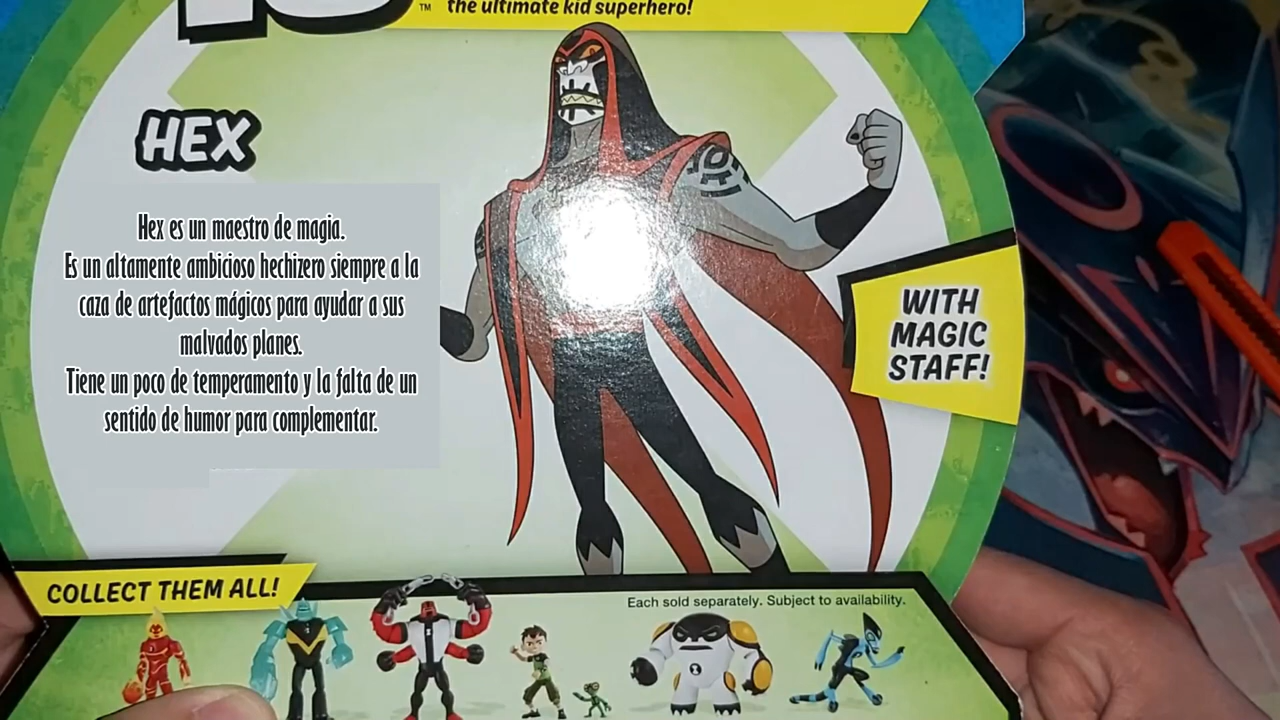 10
™ the ultimate kid superhero!
HEX
Hex es un maestro de magia.
Es un altamente ambicioso hechizero siempre a la
caza de artefactos mágicos para ayudar a sus
malvados planes.
Tiene un poco de temperamento y la falta de un
sentido de humor para complementar.
WITH
MAGIC
STAFF!
COLLECT THEM ALL!
Each sold separately. Subject to availability.